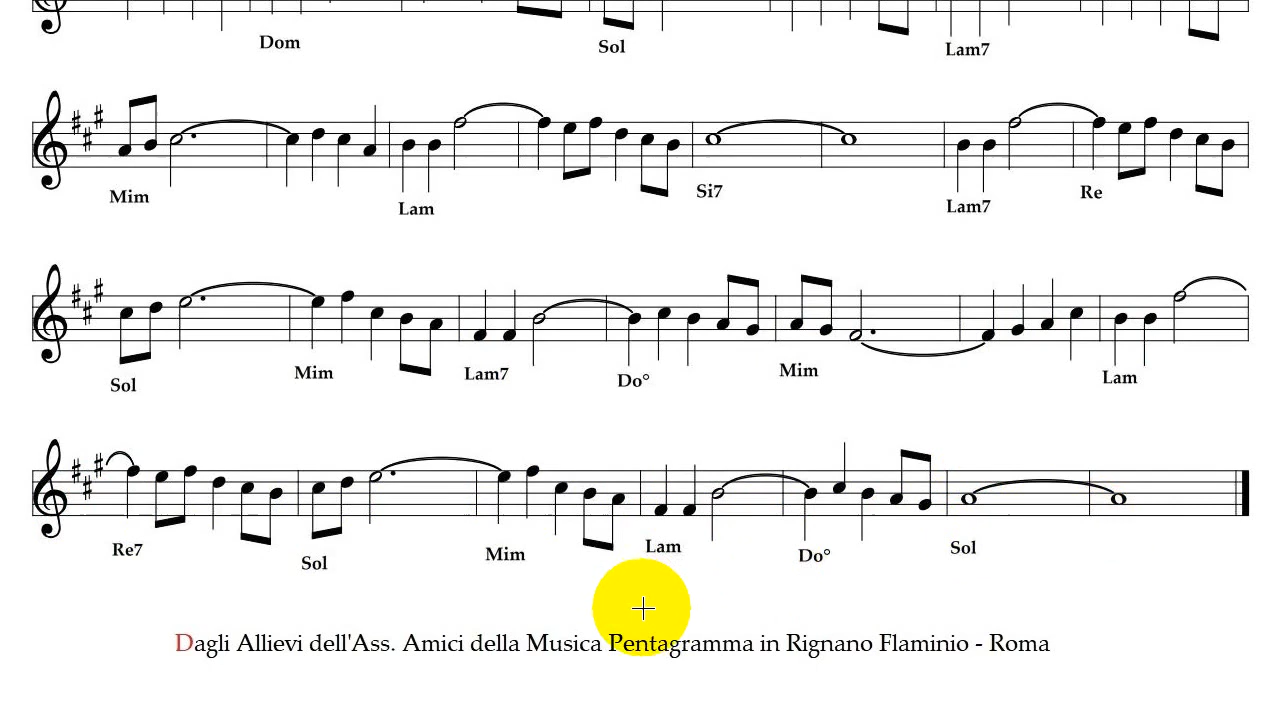 Dom Sol Lam7
Mim Lam Si7 Lam7 Re
Sol Mim Lam7 Do° Mim Lam
Re7 Sol Mim Lam Do° Sol
Dagli Allievi dell'Ass. Amici della Musica Pentagramma in Rignano Flaminio - Roma